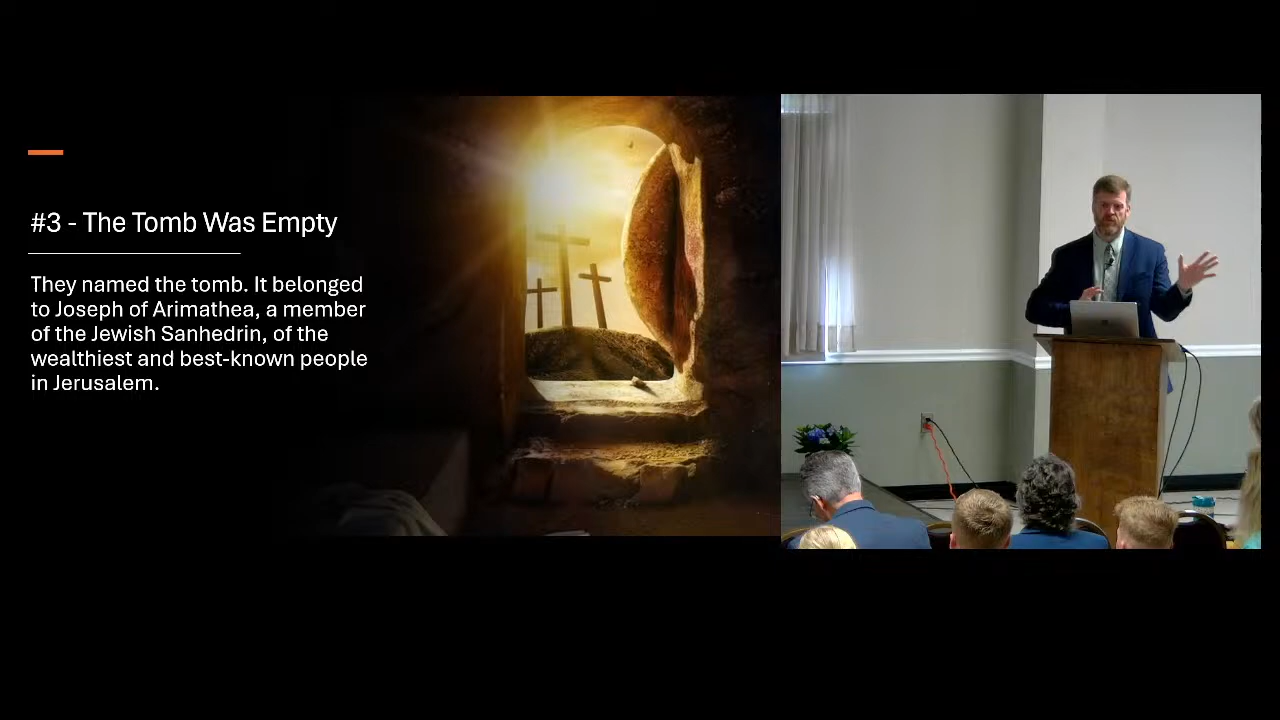 #3 - The Tomb Was Empty
They named the tomb. It belonged
to Joseph of Arimathea, a member
of the Jewish Sanhedrin, of the
wealthiest and best-known people
in Jerusalem.